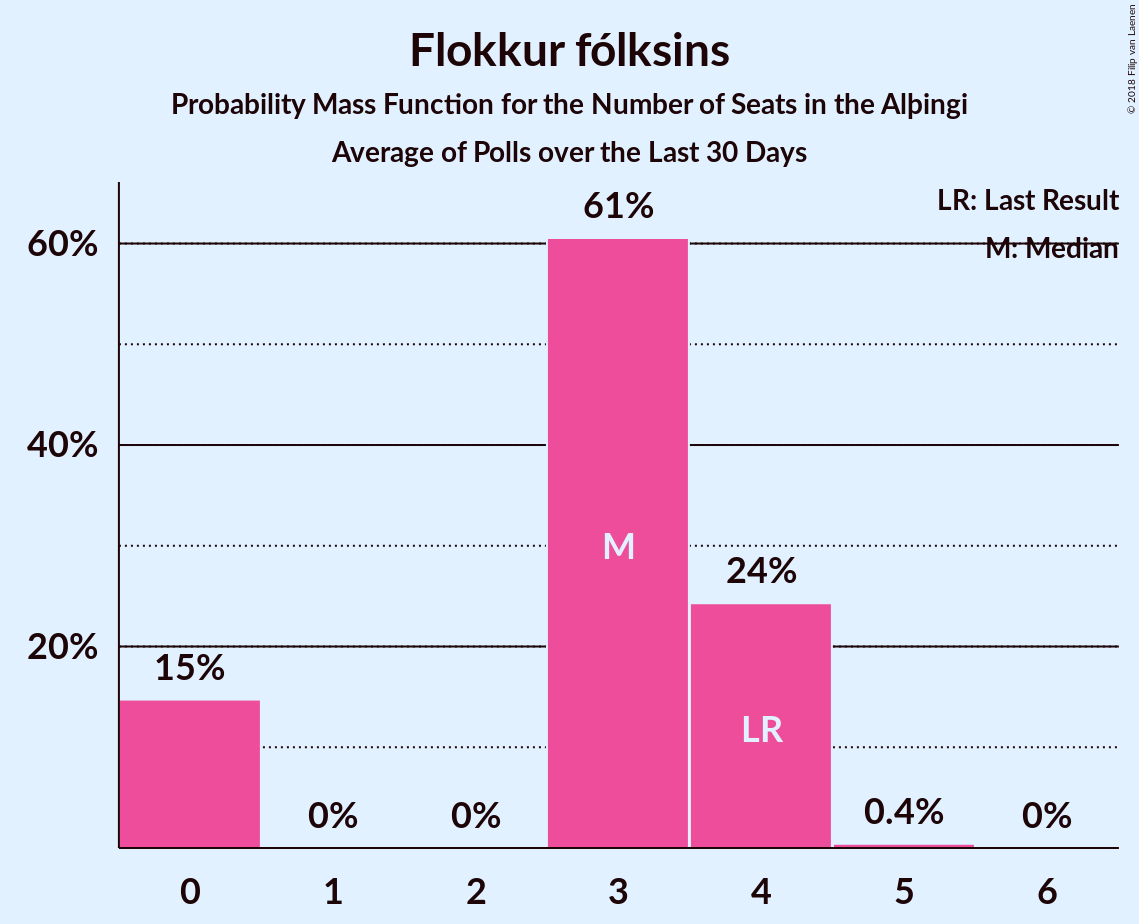 Flokkur fólksins
Probability Mass Function for the Number of Seats in the Alþingi
Average of Polls over the Last 30 Days
© 2018 Filip van Laenen
LR: Last Result
M: Median
61%
60%
40%
20%
M
24%
15%
LR
0%
0%
0.4%
0%
0 1 2 3 4 5 6